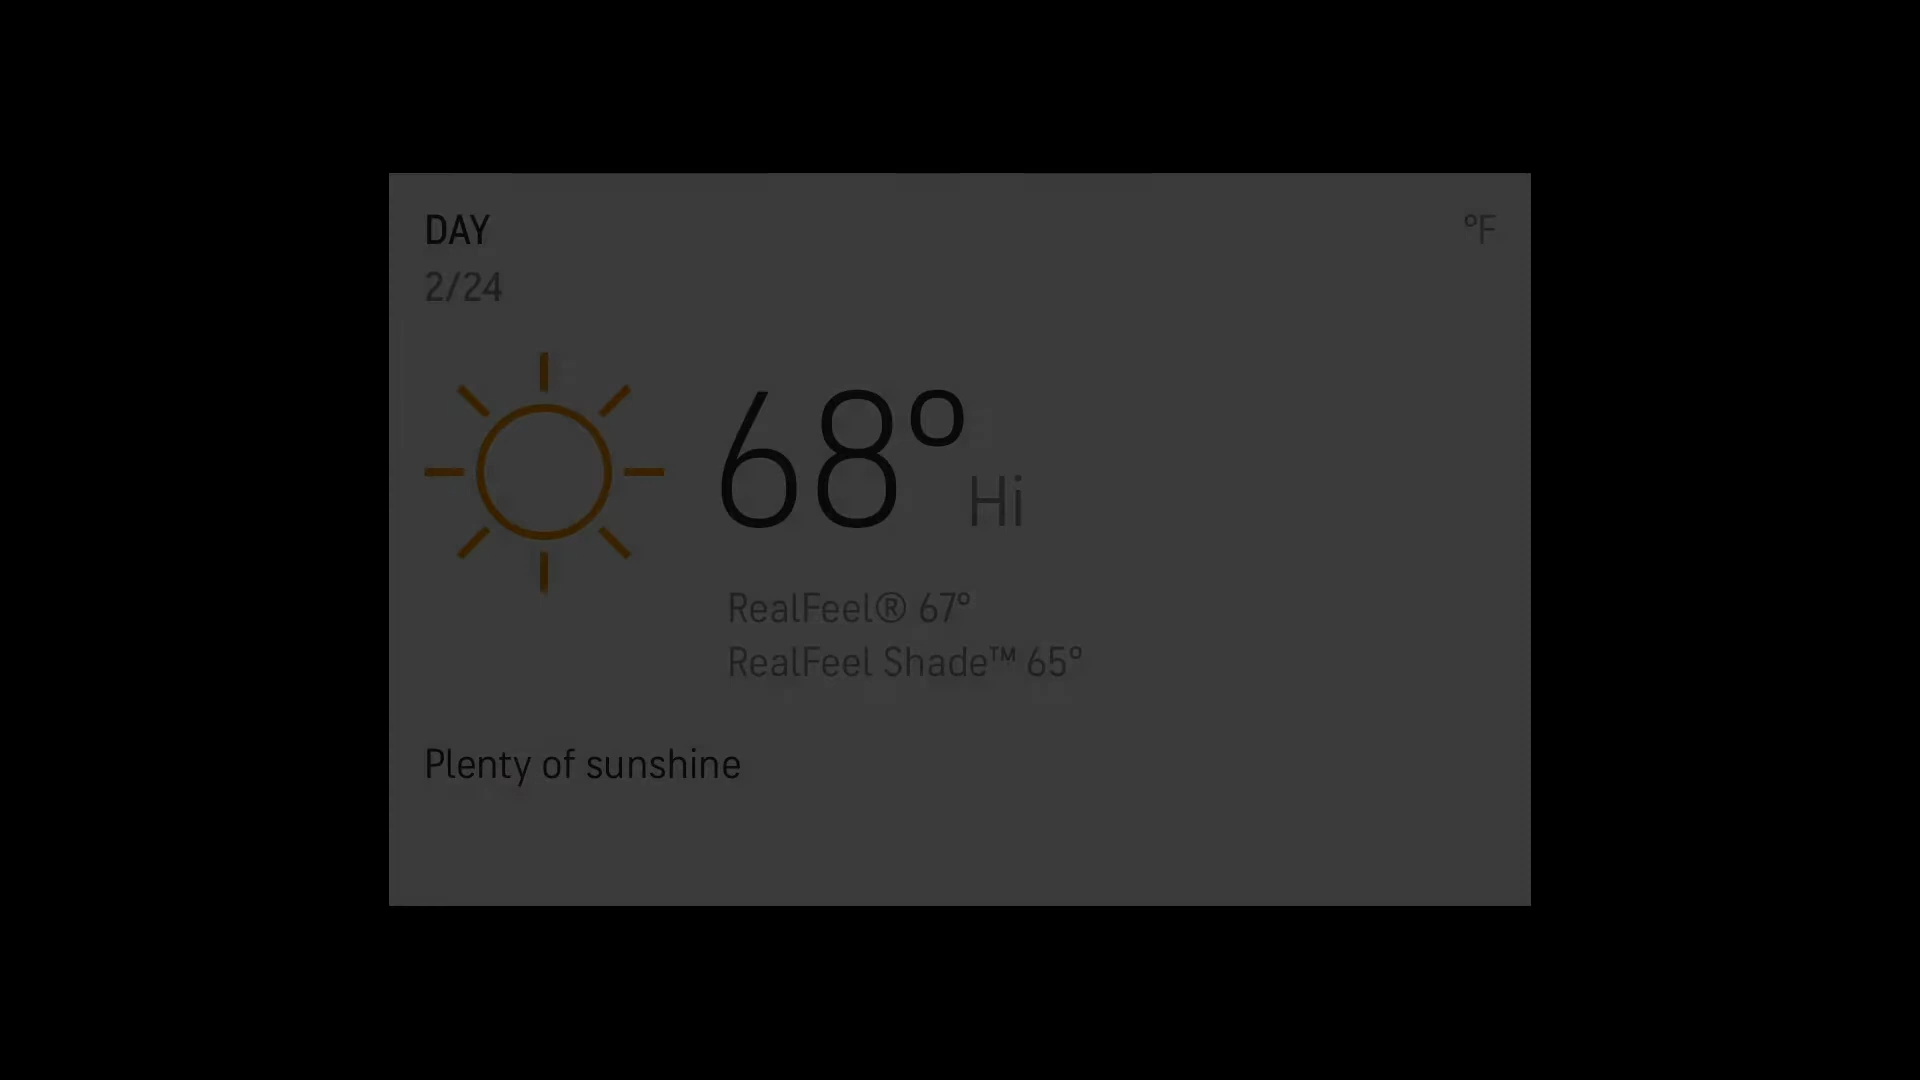 DAY
°F
2/24
68° Hi
RealFeel® 67°
RealFeel Shade™ 65°
Plenty of sunshine